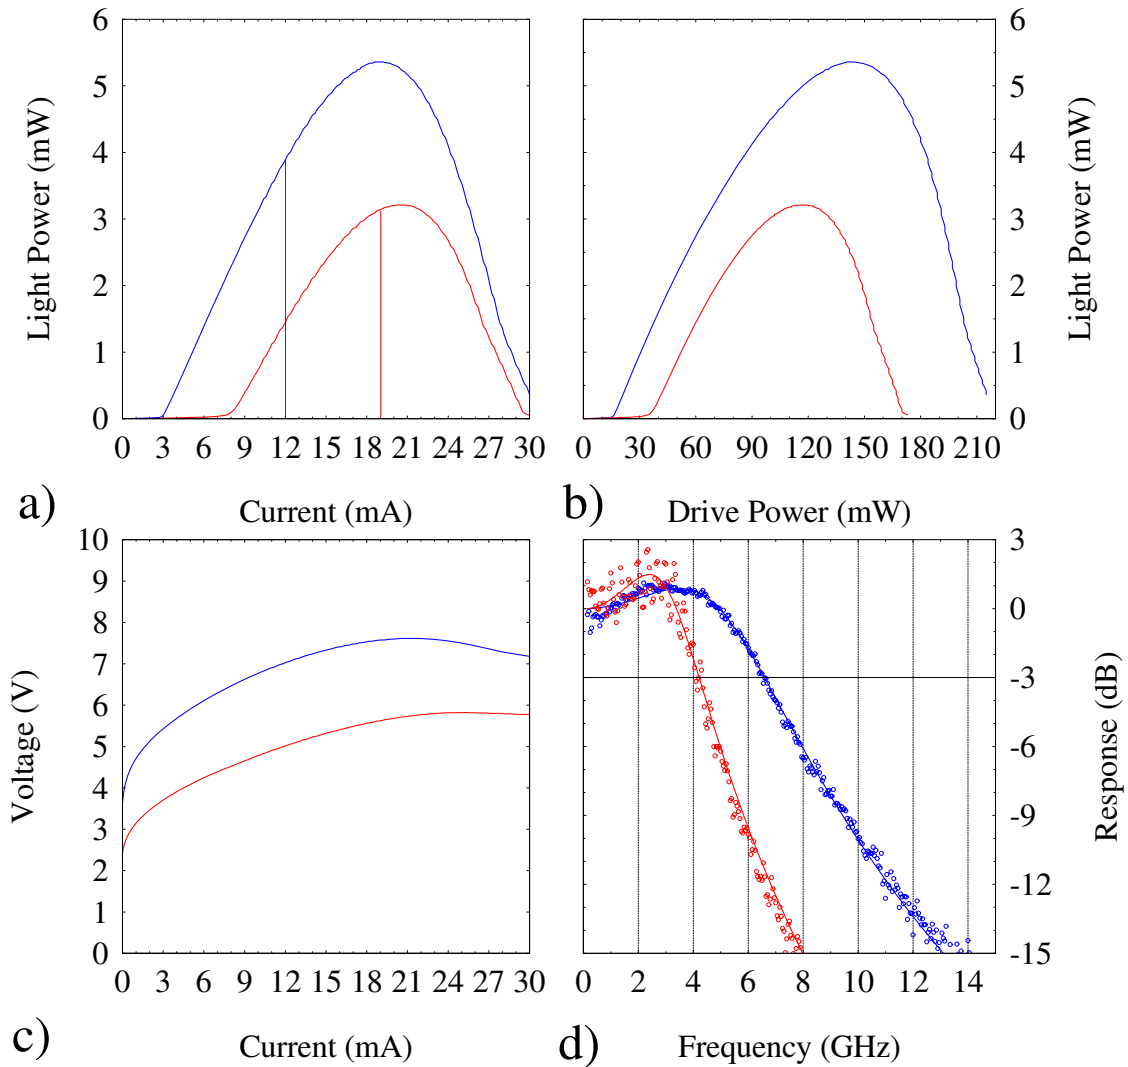 6
5
4
3
2
1
0
Light Power (mW)
0 3 6 9 12 15 18 21 24 27 30
a)
Current (mA)
6
5
4
3
2
1
0
Light Power (mW)
0 30 60 90 120 150 180 210
b)
Drive Power (mW)
10
9
8
7
6
5
4
3
2
1
0
Voltage (V)
0 3 6 9 12 15 18 21 24 27 30
c)
Current (mA)
3
0
-3
-6
-9
-12
-15
Response (dB)
0 2 4 6 8 10 12 14
d)
Frequency (GHz)